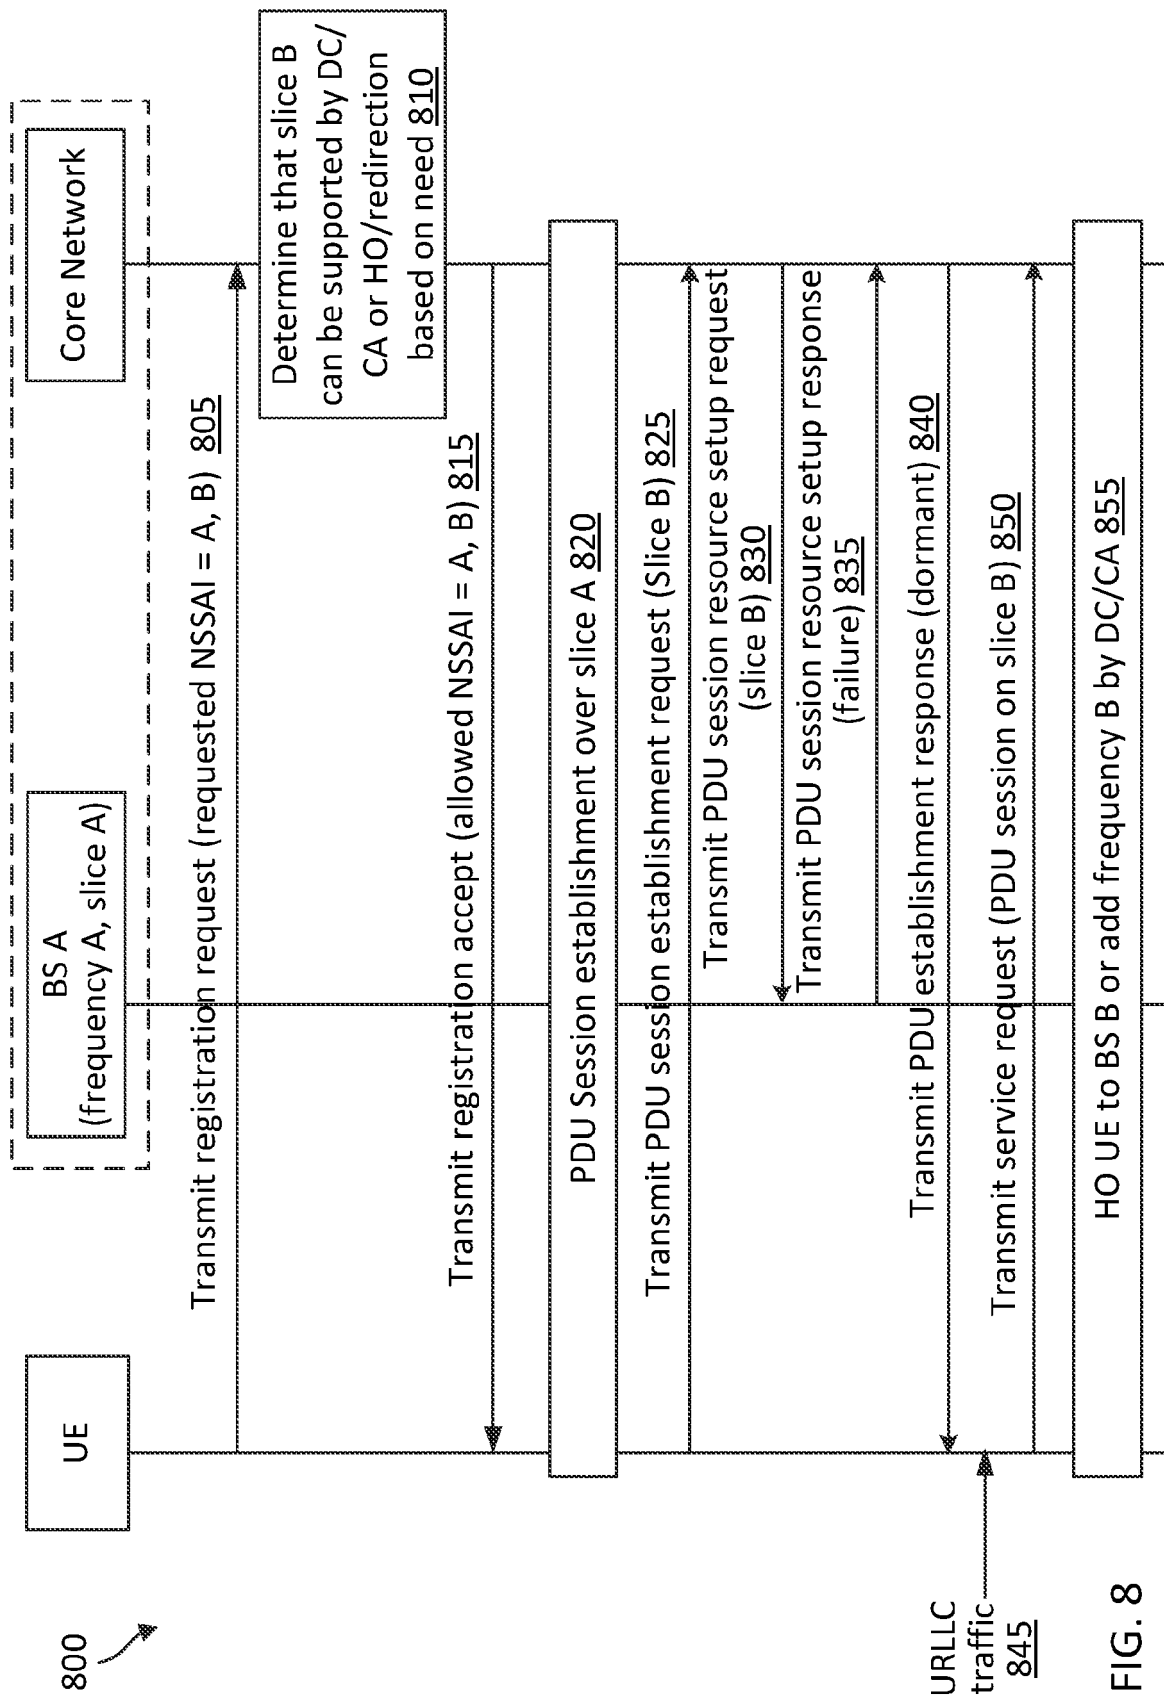 800
UE
BS A
(frequency A, slice A)
Core Network
Transmit registration request (requested NSSAI = A, B) 805
Determine that slice B
can be supported by DC/
CA or HO/redirection
based on need 810
Transmit registration accept (allowed NSSAI = A, B) 815
PDU Session establishment over slice A 820
Transmit PDU session establishment request (Slice B) 825
Transmit PDU session resource setup request
(slice B) 830
Transmit PDU session resource setup response
(failure) 835
Transmit PDU establishment response (dormant) 840
URLLC
traffic
845
Transmit service request (PDU session on slice B) 850
HO UE to BS B or add frequency B by DC/CA 855
FIG. 8